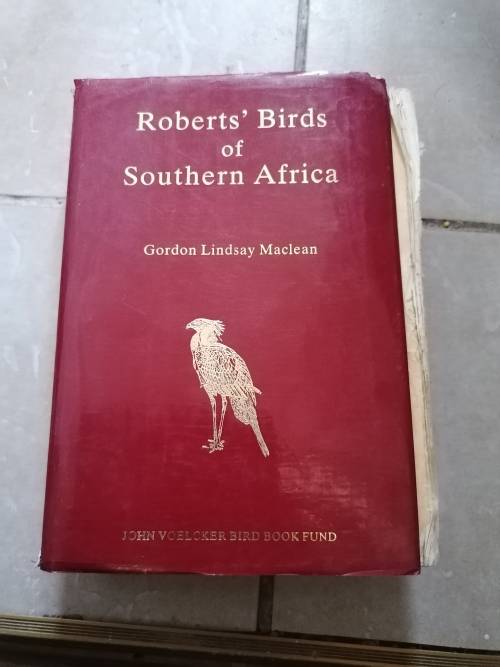 Roberts' Birds
of
Southern Africa
Gordon Lindsay Maclean
JOHN VOELCKER BIRD BOOK FUND